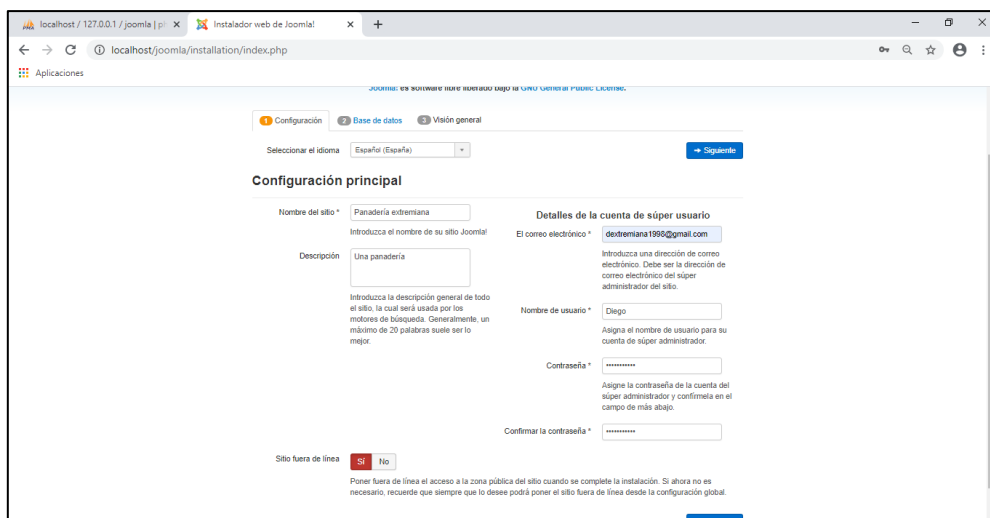 localhost / 127.0.0.1 / joomla | ph
Instalador web de Joomla!
localhost/joomla/installation/index.php
Aplicaciones
Joomla! es software libre liberado bajo la GNU General Public License.
1 Configuración 2 Base de datos 3 Visión general
Seleccionar el idioma Español (España) Siguiente
Configuración principal
Nombre del sitio * Panadería extremiana
Introduzca el nombre de su sitio Joomla!
Descripción Una panadería
Introduzca la descripción general de todo
el sitio, la cual será usada por los
motores de búsqueda. Generalmente, un
máximo de 20 palabras suele ser lo
mejor.
Detalles de la cuenta de súper usuario
El correo electrónico * dextremiana1998@gmail.com
Introduzca una dirección de correo
electrónico. Debe ser la dirección de
correo electrónico del súper
administrador del sitio.
Nombre de usuario * Diego
Asigna el nombre de usuario para su
cuenta de súper administrador.
Contraseña * •••••••••••
Asigne la contraseña de la cuenta del
súper administrador y confírmela en el
campo de más abajo.
Confirmar la contraseña * •••••••••••
Sitio fuera de línea Sí No
Poner fuera de línea el acceso a la zona pública del sitio cuando se complete la instalación. Si ahora no es
necesario, recuerde que siempre que lo desee podrá poner el sitio fuera de línea desde la configuración global.